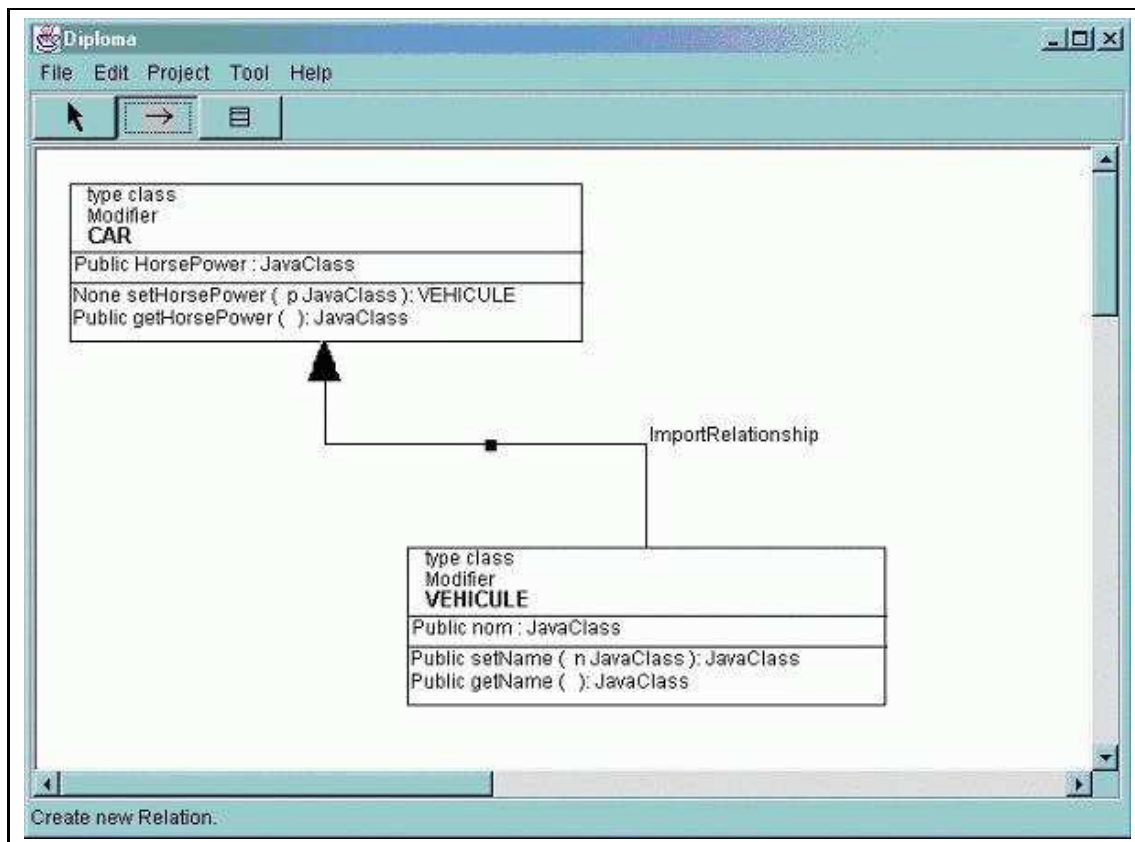 Diploma
File Edit Project Tool Help
type class
Modifier
CAR
Public HorsePower : JavaClass
None setHorsePower ( p JavaClass ): VEHICULE
Public getHorsePower ( ): JavaClass
ImportRelationship
type class
Modifier
VEHICULE
Public nom : JavaClass
Public setName ( n JavaClass ): JavaClass
Public getName ( ): JavaClass
Create new Relation.